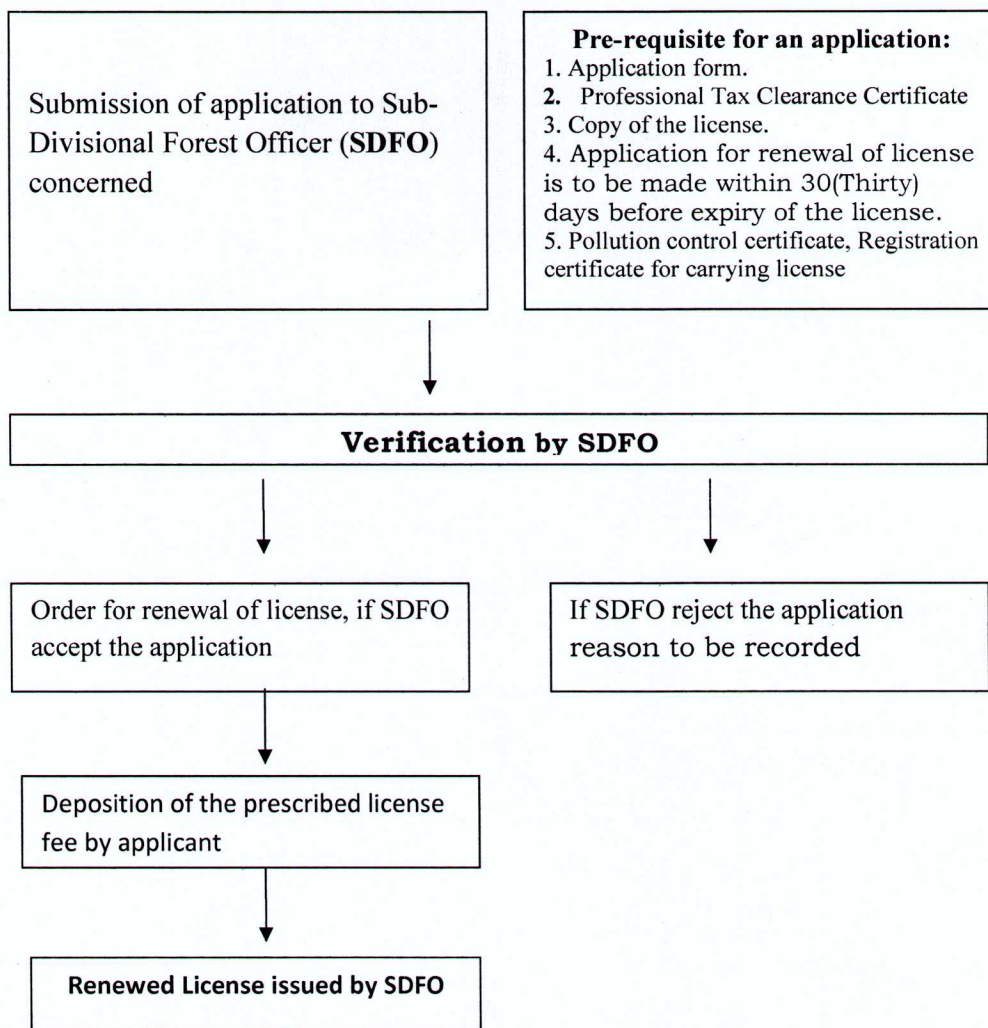 Submission of application to Sub-
Divisional Forest Officer (SDFO)
concerned
Pre-requisite for an application:
1. Application form.
2. Professional Tax Clearance Certificate
3. Copy of the license.
4. Application for renewal of license
is to be made within 30(Thirty)
days before expiry of the license.
5. Pollution control certificate, Registration
certificate for carrying license
Verification by SDFO
Order for renewal of license, if SDFO
accept the application
If SDFO reject the application
reason to be recorded
Deposition of the prescribed license
fee by applicant
Renewed License issued by SDFO